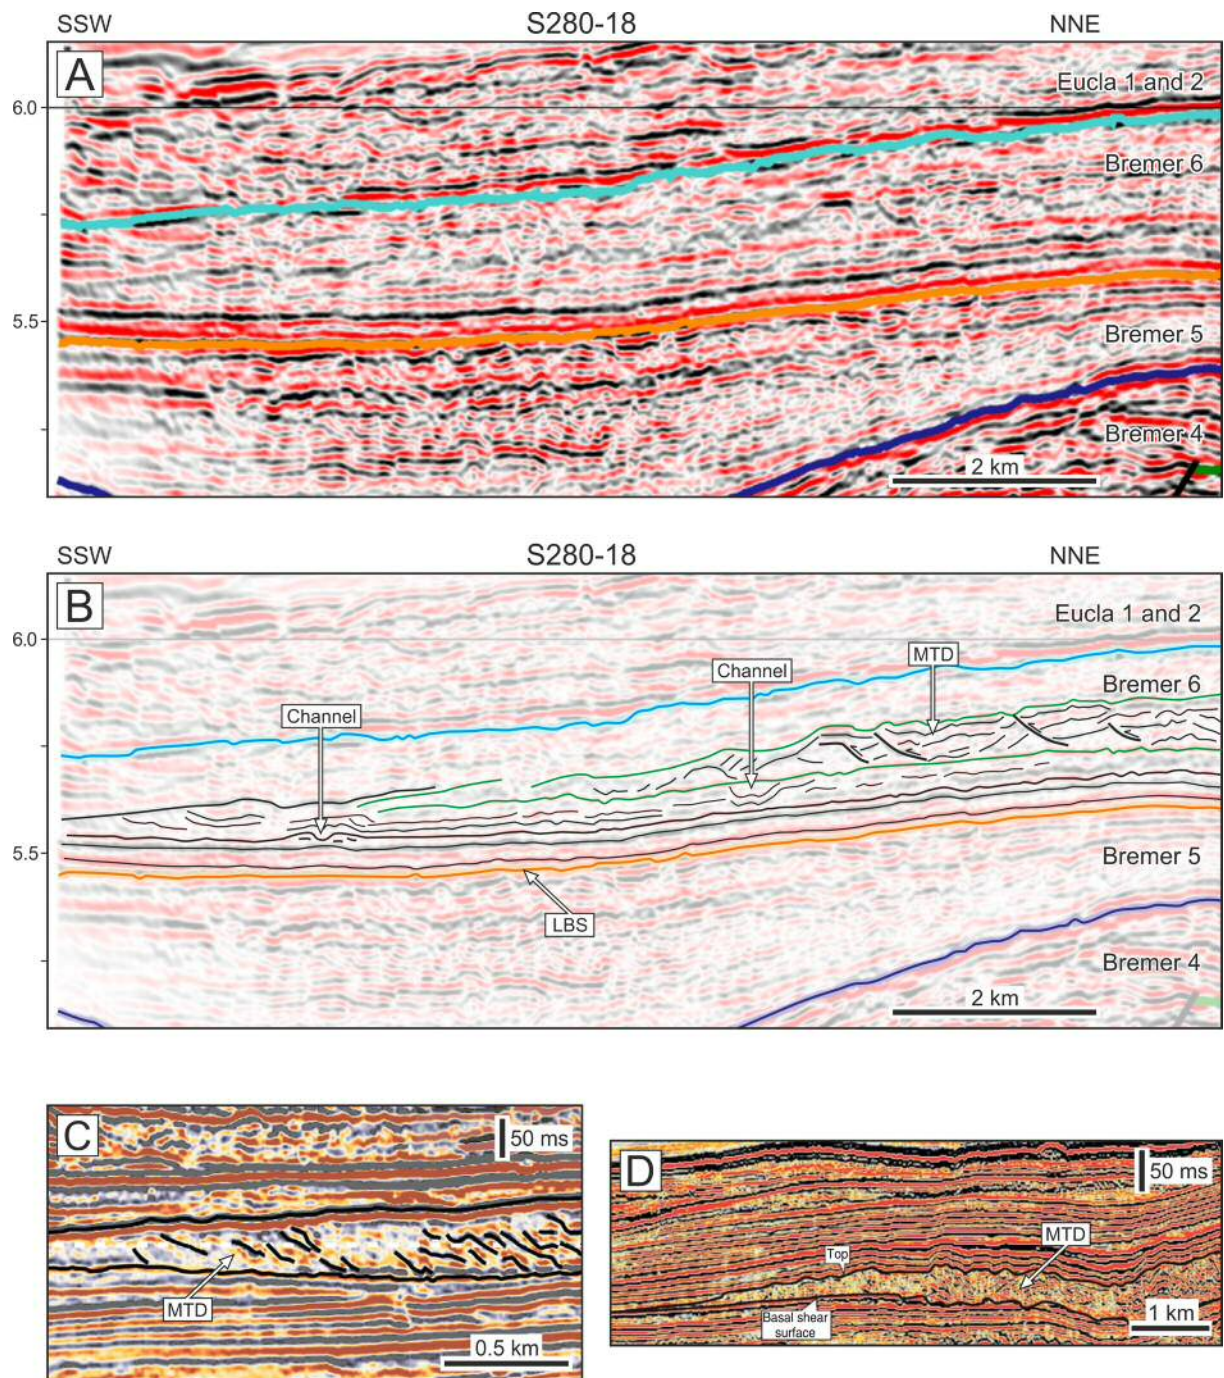 SSW S280-18 NNE
A
Eucla 1 and 2
6.0
Bremer 6
5.5
Bremer 5
Bremer 4
2 km
SSW S280-18 NNE
B
Eucla 1 and 2
6.0
MTD
Channel
Bremer 6
Channel
5.5
Bremer 5
LBS
Bremer 4
2 km
C
50 ms
MTD
0.5 km
D
50 ms
MTD
Top
Basal shear
surface
1 km